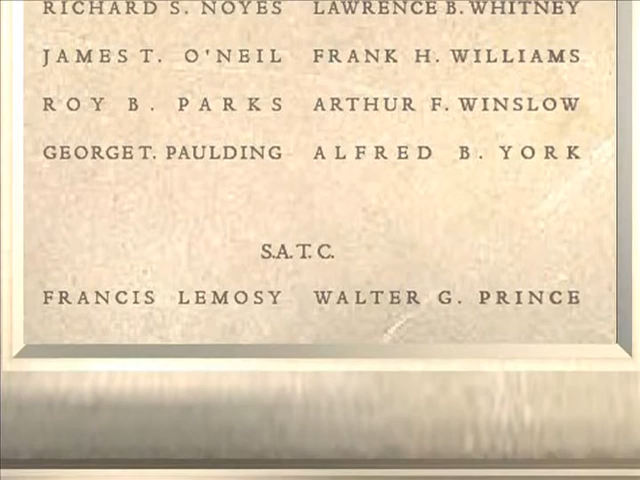 RICHARD S. NOYES LAWRENCE B. WHITNEY
JAMES T. O'NEIL FRANK H. WILLIAMS
ROY B. PARKS ARTHUR F. WINSLOW
GEORGE T. PAULDING ALFRED B. YORK
S.A.T.C.
FRANCIS LEMOSY WALTER G. PRINCE